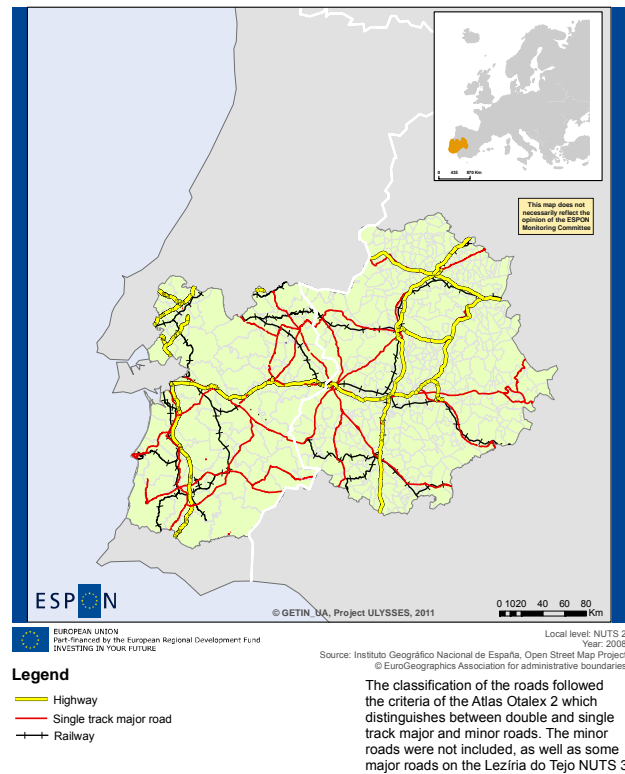 0 435 870 Km
This map does not
necessarily reflect the
opinion of the ESPON
Monitoring Committee
ESPON
© GETIN_UA, Project ULYSSES, 2011
0 10 20 40 60 80
Km
EUROPEAN UNION
Part-financed by the European Regional Development Fund
INVESTING IN YOUR FUTURE
Local level: NUTS 2
Year: 2008
Source: Instituto Geográfico Nacional de España, Open Street Map Project
© EuroGeographics Association for administrative boundaries
Legend
Highway
Single track major road
Railway
The classification of the roads followed
the criteria of the Atlas Otalex 2 which
distinguishes between double and single
track major and minor roads. The minor
roads were not included, as well as some
major roads on the Lezíria do Tejo NUTS 3